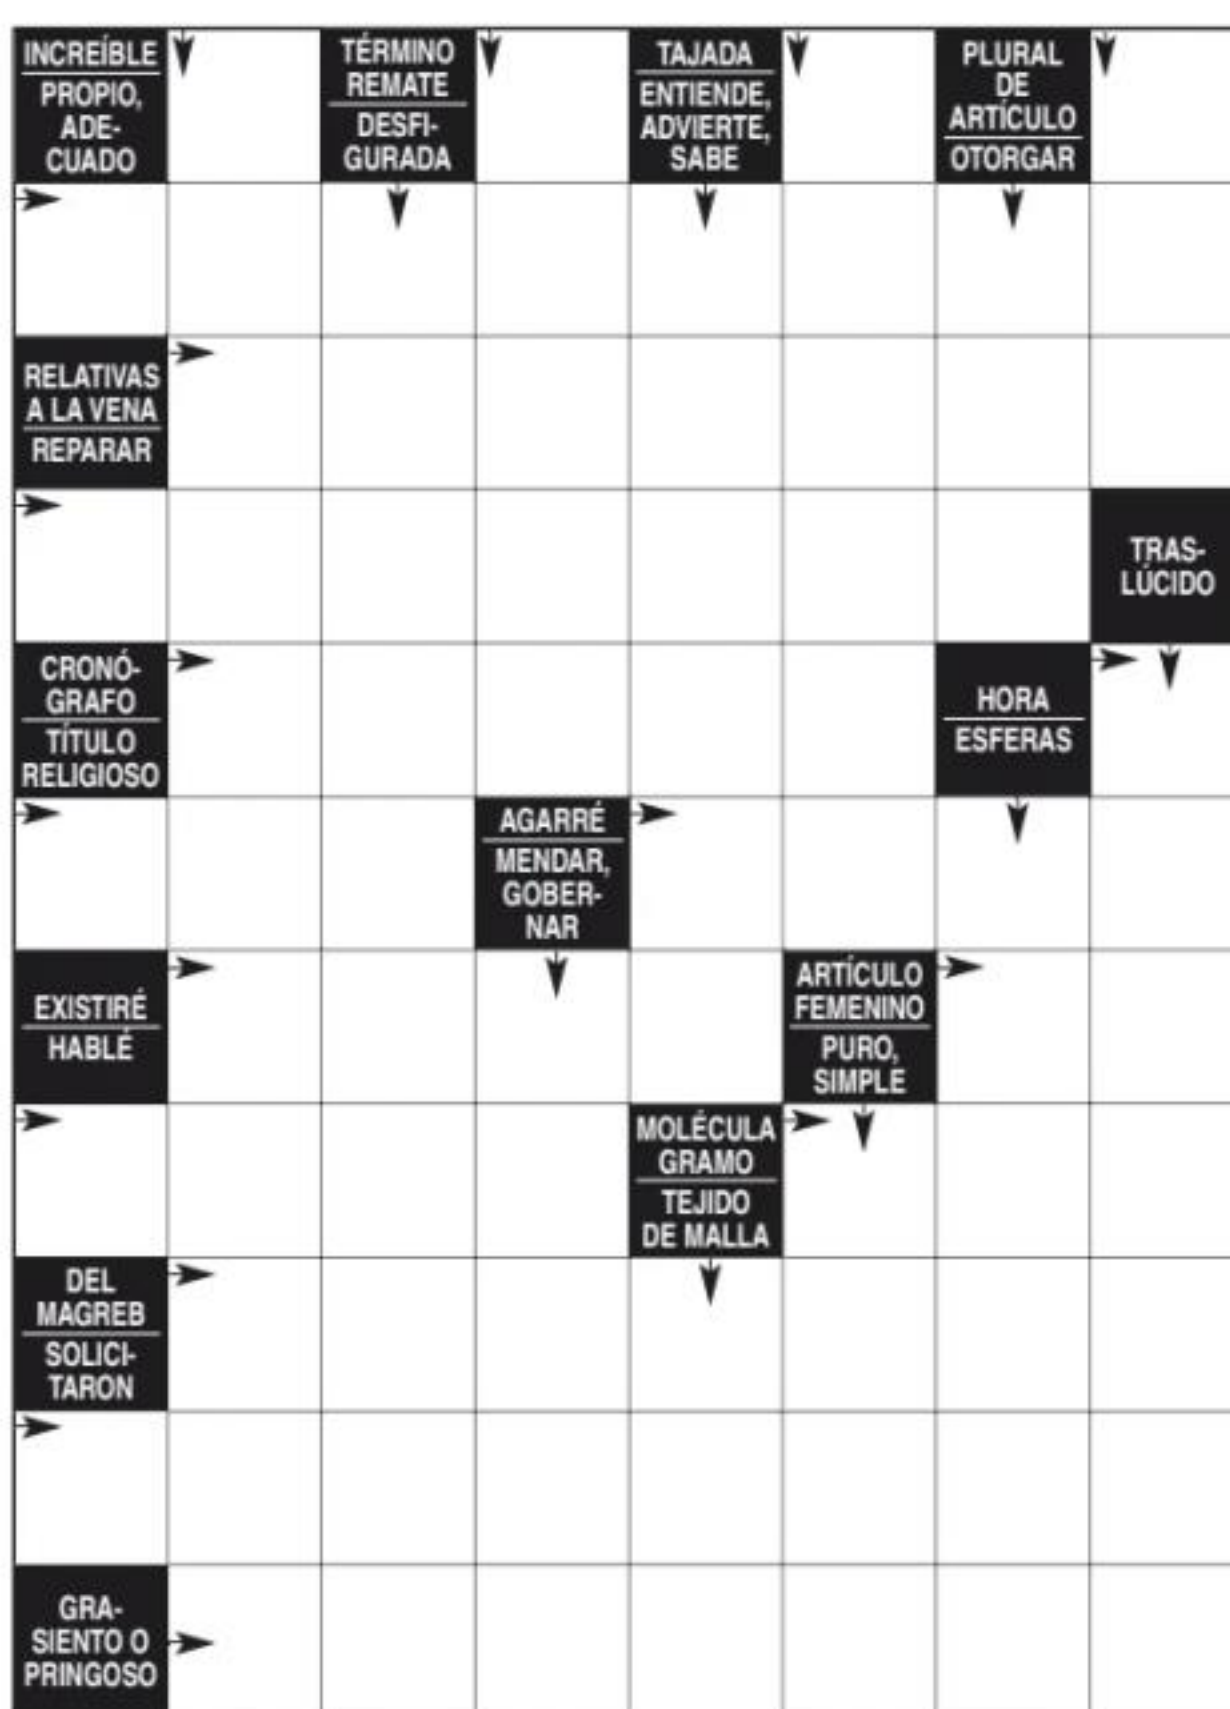 INCREÍBLE
PROPIO,
ADE-
CUADO
TÉRMINO
REMATE
DESFI-
GURADA
TAJADA
ENTIENDE,
ADVIERTE,
SABE
PLURAL
DE
ARTÍCULO
OTORGAR
RELATIVAS
A LA VENA
REPARAR
TRAS-
LÚCIDO
CRONÓ-
GRAFO
TÍTULO
RELIGIOSO
HORA
ESFERAS
AGARRÉ
MENDAR,
GOBER-
NAR
EXISTIRÉ
HABLÉ
ARTÍCULO
FEMENINO
PURO,
SIMPLE
MOLÉCULA
GRAMO
TEJIDO
DE MALLA
DEL
MAGREB
SOLICI-
TARON
GRA-
SIENTO O
PRINGOSO